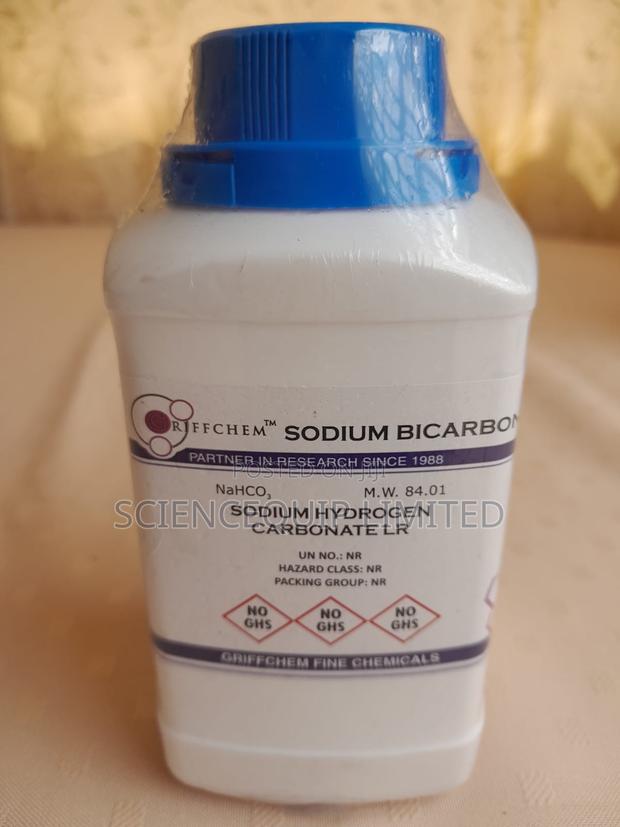 GRIFFCHEM™ SODIUM BICARBON
PARTNER IN RESEARCH SINCE 1988
POSTED ON JIJI
NaHCO₃ M.W. 84.01
SCIENCEQUIP LIMITED
SODIUM HYDROGEN
CARBONATE LR
UN NO.: NR
HAZARD CLASS: NR
PACKING GROUP: NR
NO GHS
NO GHS
NO GHS
GRIFFCHEM FINE CHEMICALS